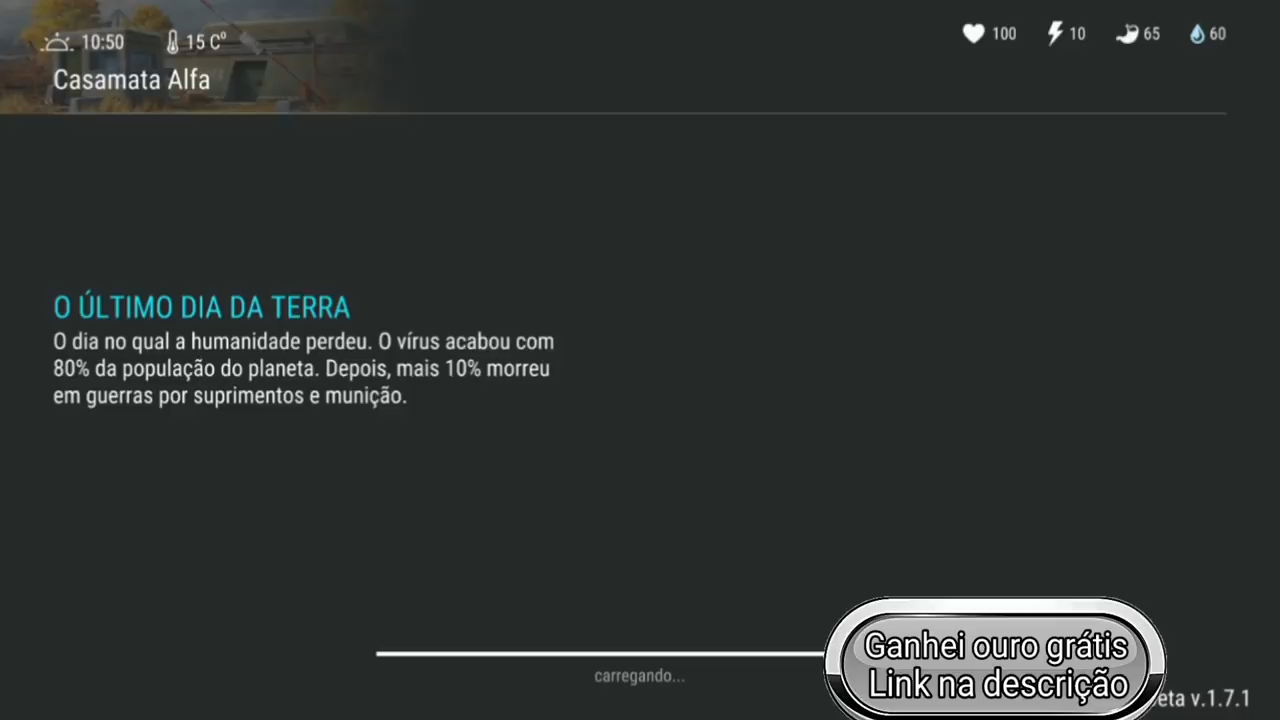 10:50 15 Cº
Casamata Alfa
100 10 65 60
O ÚLTIMO DIA DA TERRA
O dia no qual a humanidade perdeu. O vírus acabou com
80% da população do planeta. Depois, mais 10% morreu
em guerras por suprimentos e munição.
carregando...
Ganhei ouro grátis
Link na descrição
eta v.1.7.1